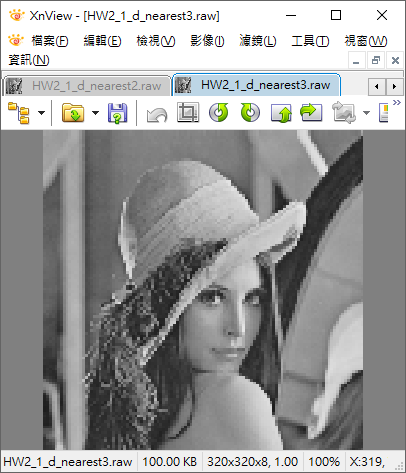 XnView - [HW2_1_d_nearest3.raw]
檔案(F) 編輯(E) 檢視(V) 影像(I) 濾鏡(L) 工具(T) 視窗(W)
資訊(N)
HW2_1_d_nearest2.raw HW2_1_d_nearest3.raw
HW2_1_d_nearest3.raw 100.00 KB 320x320x8, 1.00 100% X:319,